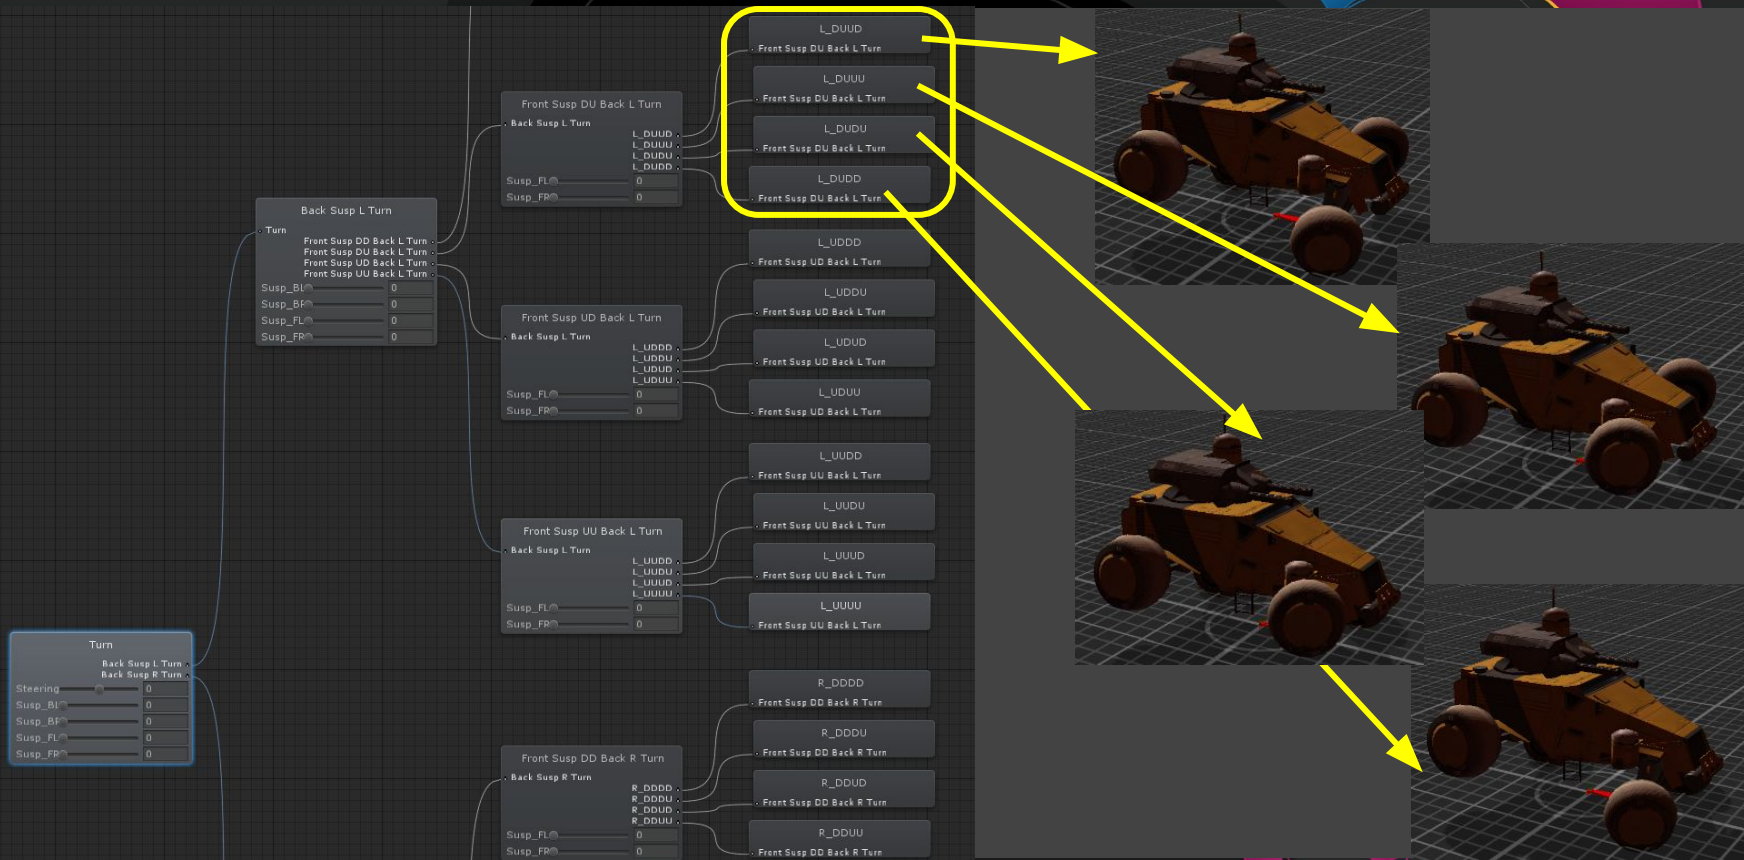 L_DUUD
Front Susp DU Back L Turn
L_DUUU
Front Susp DU Back L Turn
L_DUDU
Front Susp DU Back L Turn
L_DUDD
Front Susp DU Back L Turn
Front Susp DU Back L Turn
Back Susp L Turn
L_DUUD
L_DUUU
L_DUDU
L_DUDD
Susp_FL 0
Susp_FR 0
Back Susp L Turn
Turn
Front Susp DD Back L Turn
Front Susp DU Back L Turn
Front Susp UD Back L Turn
Front Susp UU Back L Turn
Susp_BL 0
Susp_BR 0
Susp_FL 0
Susp_FR 0
L_UDDD
Front Susp UD Back L Turn
L_UDDU
Front Susp UD Back L Turn
L_UDUD
Front Susp UD Back L Turn
L_UDUU
Front Susp UD Back L Turn
Front Susp UD Back L Turn
Back Susp L Turn
L_UDDD
L_UDDU
L_UDUD
L_UDUU
Susp_FL 0
Susp_FR 0
L_UUDD
Front Susp UU Back L Turn
L_UUDU
Front Susp UU Back L Turn
L_UUUD
Front Susp UU Back L Turn
L_UUUU
Front Susp UU Back L Turn
Front Susp UU Back L Turn
Back Susp L Turn
L_UUDD
L_UUDU
L_UUUD
L_UUUU
Susp_FL 0
Susp_FR 0
Turn
Back Susp L Turn
Back Susp R Turn
Steering 0
Susp_BL 0
Susp_BR 0
Susp_FL 0
Susp_FR 0
R_DDDD
Front Susp DD Back R Turn
R_DDDU
Front Susp DD Back R Turn
R_DDUD
Front Susp DD Back R Turn
R_DDUU
Front Susp DD Back R Turn
Front Susp DD Back R Turn
Back Susp R Turn
R_DDDD
R_DDDU
R_DDUD
R_DDUU
Susp_FL 0
Susp_FR 0